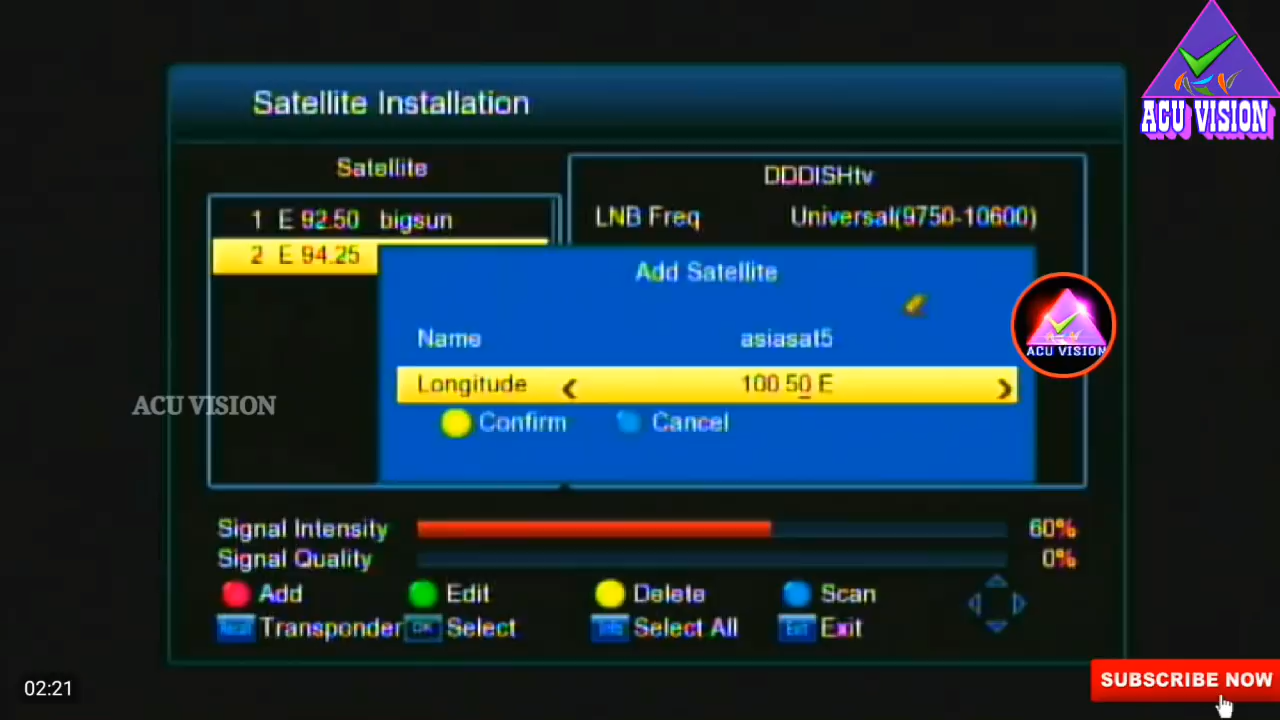 ACU VISION
Satellite Installation
Satellite
1 E 92.50 bigsun
2 E 94.25
DDDISHtv
LNB Freq Universal(9750-10600)
Add Satellite
Name asiasat5
Longitude 100 50 E
Confirm Cancel
ACU VISION
ACU VISION
Signal Intensity 60%
Signal Quality 0%
Add Edit Delete Scan
Transponder OK Select Select All Exit Exit
02:21
SUBSCRIBE NOW